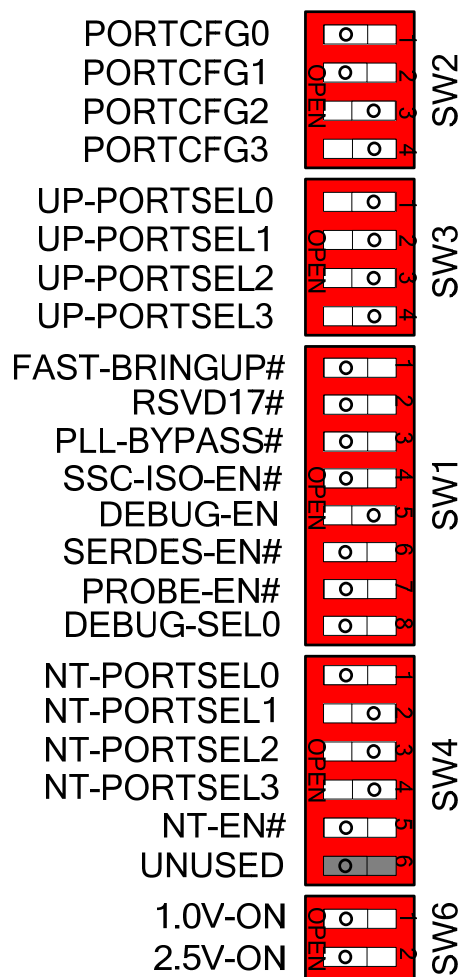 PORTCFG0 1
PORTCFG1 2
PORTCFG2 3
PORTCFG3 4
OPEN
SW2
UP-PORTSEL0 1
UP-PORTSEL1 2
UP-PORTSEL2 3
UP-PORTSEL3 4
OPEN
SW3
FAST-BRINGUP# 1
RSVD17# 2
PLL-BYPASS# 3
SSC-ISO-EN# 4
DEBUG-EN 5
SERDES-EN# 6
PROBE-EN# 7
DEBUG-SEL0 8
OPEN
SW1
NT-PORTSEL0 1
NT-PORTSEL1 2
NT-PORTSEL2 3
NT-PORTSEL3 4
NT-EN# 5
UNUSED 6
OPEN
SW4
1.0V-ON 1
2.5V-ON 2
OPEN
SW6